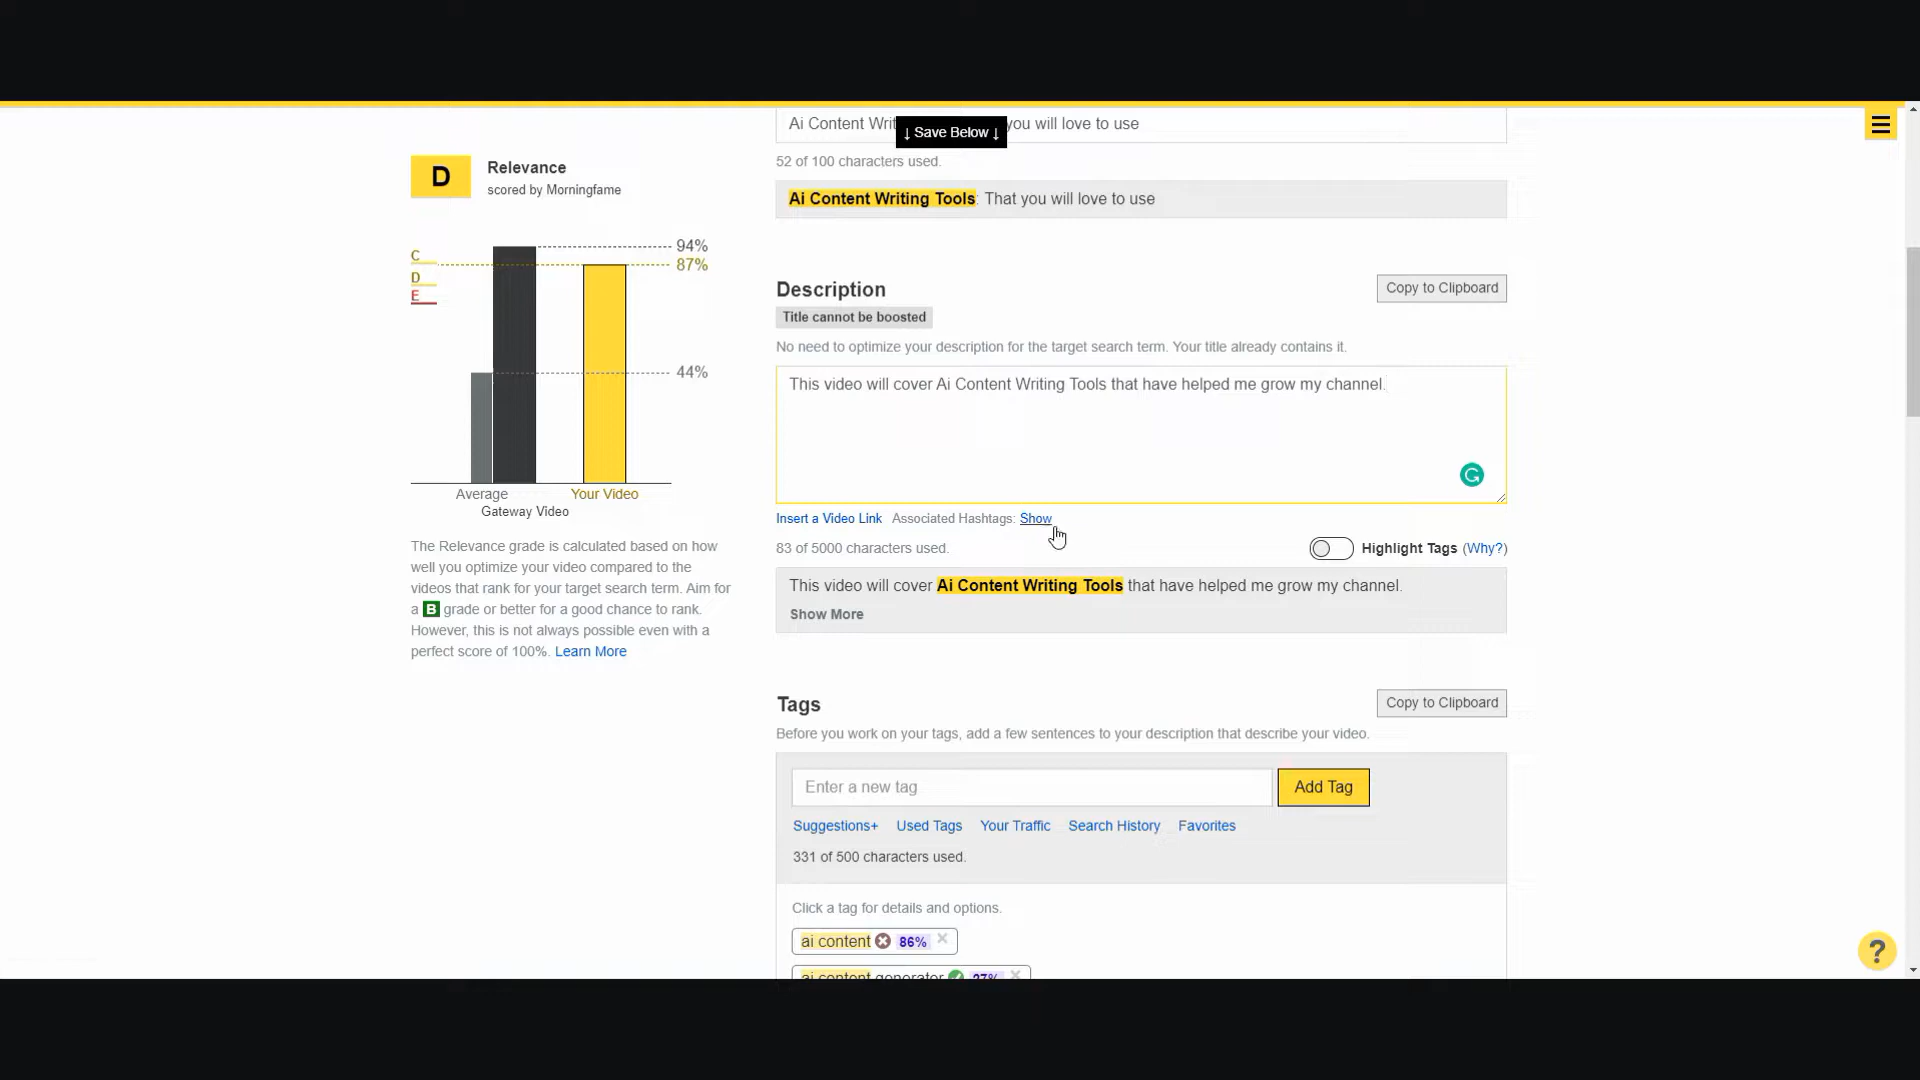 Ai Content Writ
you will love to use
↓ Save Below ↓
52 of 100 characters used.
Ai Content Writing Tools: That you will love to use
D
Relevance
scored by Morningfame
94%
87%
44%
C
D
E
Average
Your Video
Gateway Video
The Relevance grade is calculated based on how
well you optimize your video compared to the
videos that rank for your target search term. Aim for
a B grade or better for a good chance to rank.
However, this is not always possible even with a
perfect score of 100%. Learn More
Description
Copy to Clipboard
Title cannot be boosted
No need to optimize your description for the target search term. Your title already contains it.
This video will cover Ai Content Writing Tools that have helped me grow my channel.
Insert a Video Link Associated Hashtags: Show
83 of 5000 characters used.
Highlight Tags (Why?)
This video will cover Ai Content Writing Tools that have helped me grow my channel.
Show More
Tags
Copy to Clipboard
Before you work on your tags, add a few sentences to your description that describe your video.
Enter a new tag
Add Tag
Suggestions+ Used Tags Your Traffic Search History Favorites
331 of 500 characters used.
Click a tag for details and options.
ai content 86%
ai content generator 27%
?